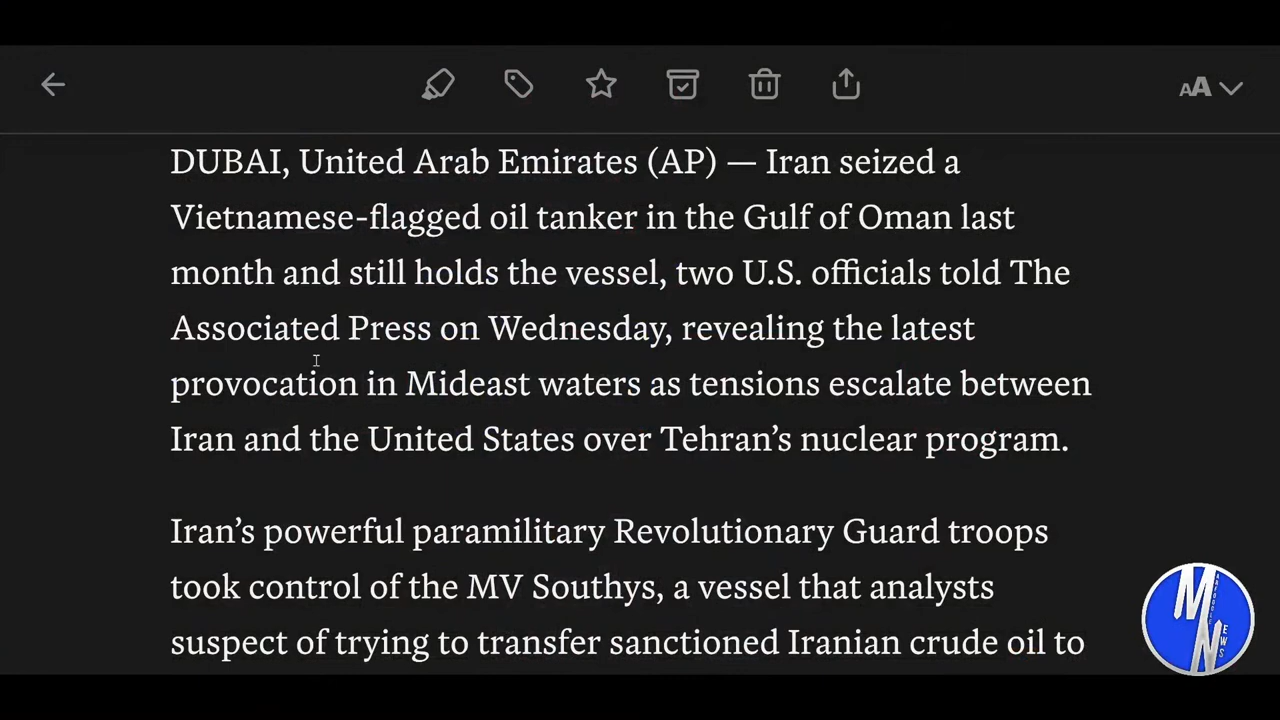 AA
DUBAI, United Arab Emirates (AP) — Iran seized a
Vietnamese-flagged oil tanker in the Gulf of Oman last
month and still holds the vessel, two U.S. officials told The
Associated Press on Wednesday, revealing the latest
provocation in Mideast waters as tensions escalate between
Iran and the United States over Tehran’s nuclear program.
Iran’s powerful paramilitary Revolutionary Guard troops
took control of the MV Southys, a vessel that analysts
suspect of trying to transfer sanctioned Iranian crude oil to
M
N
EWS